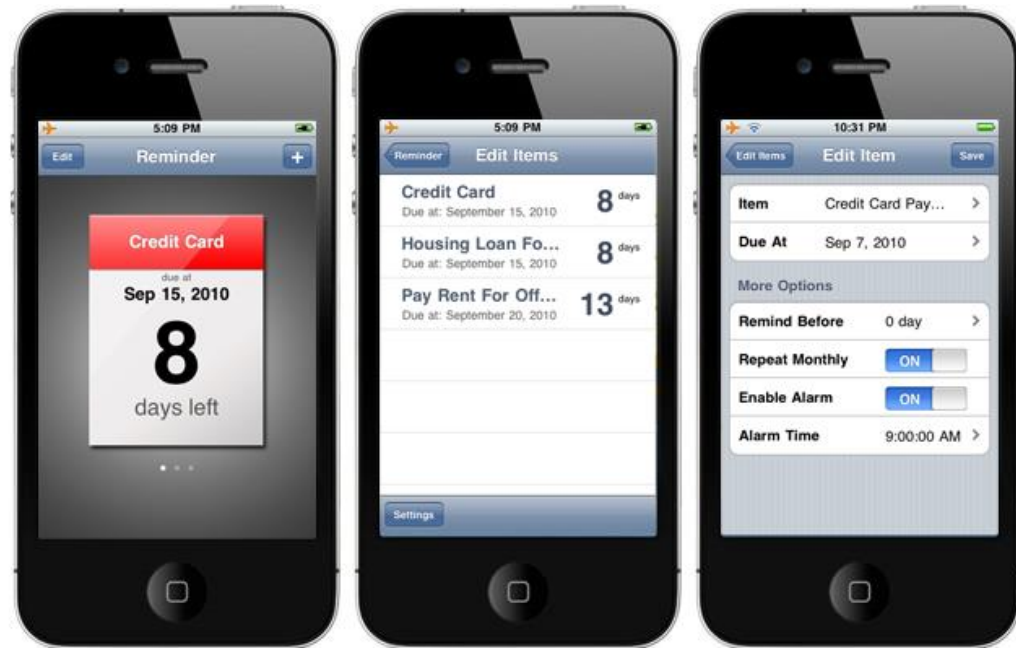 5:09 PM
Edit
Reminder
+
Credit Card
due at
Sep 15, 2010
8
days left
5:09 PM
Reminder
Edit Items
Credit Card
8 days
Due at: September 15, 2010
Housing Loan Fo...
8 days
Due at: September 15, 2010
Pay Rent For Off...
13 days
Due at: September 20, 2010
Settings
10:31 PM
Edit Items
Edit Item
Save
Item Credit Card Pay...
Due At Sep 7, 2010
More Options
Remind Before 0 day
Repeat Monthly ON
Enable Alarm ON
Alarm Time 9:00:00 AM